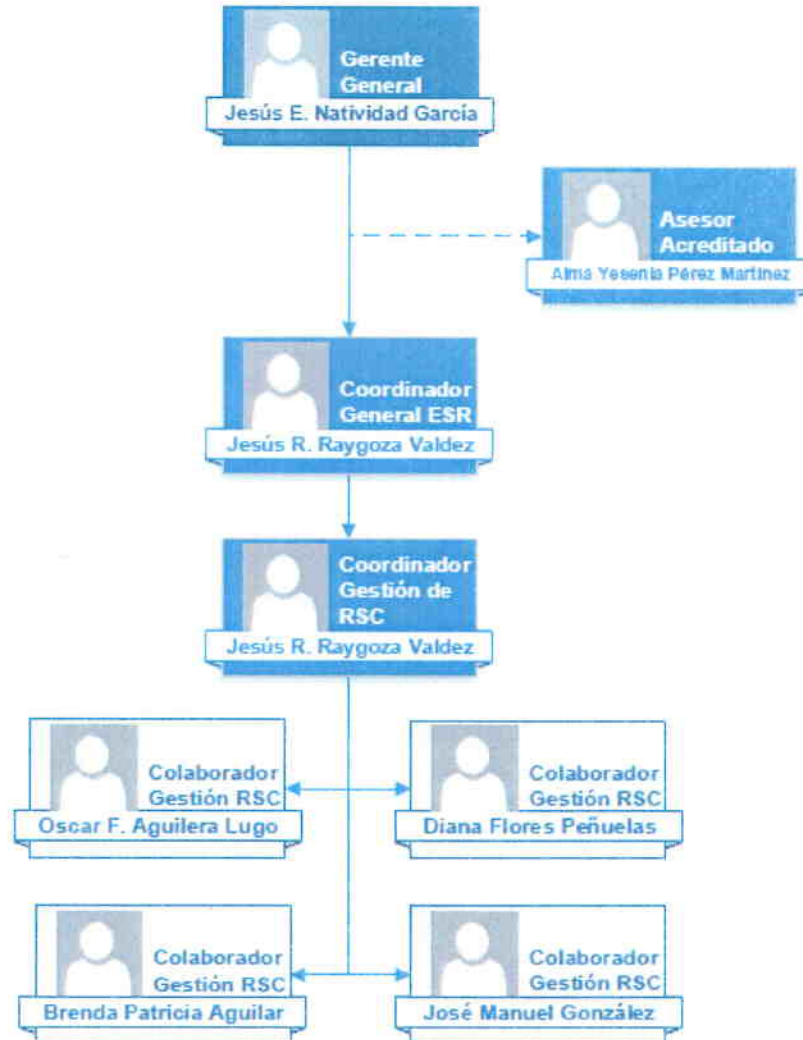 Gerente
General
Jesús E. Natividad García
Asesor
Acreditado
Alma Yesenia Pérez Martínez
Coordinador
General ESR
Jesús R. Raygoza Valdez
Coordinador
Gestión de
RSC
Jesús R. Raygoza Valdez
Colaborador
Gestión RSC
Oscar F. Aguilera Lugo
Colaborador
Gestión RSC
Diana Flores Peñuelas
Colaborador
Gestión RSC
Brenda Patricia Aguilar
Colaborador
Gestión RSC
José Manuel González